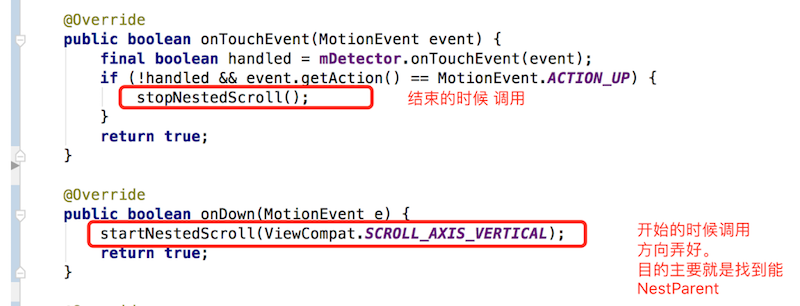 @Override
public boolean onTouchEvent(MotionEvent event) {
final boolean handled = mDetector.onTouchEvent(event);
if (!handled && event.getAction() == MotionEvent.ACTION_UP) {
stopNestedScroll();
结束的时候 调用
}
return true;
}
@Override
public boolean onDown(MotionEvent e) {
startNestedScroll(ViewCompat.SCROLL_AXIS_VERTICAL);
return true;
}
开始的时候调用
方向弄好。
目的主要就是找到能
NestParent